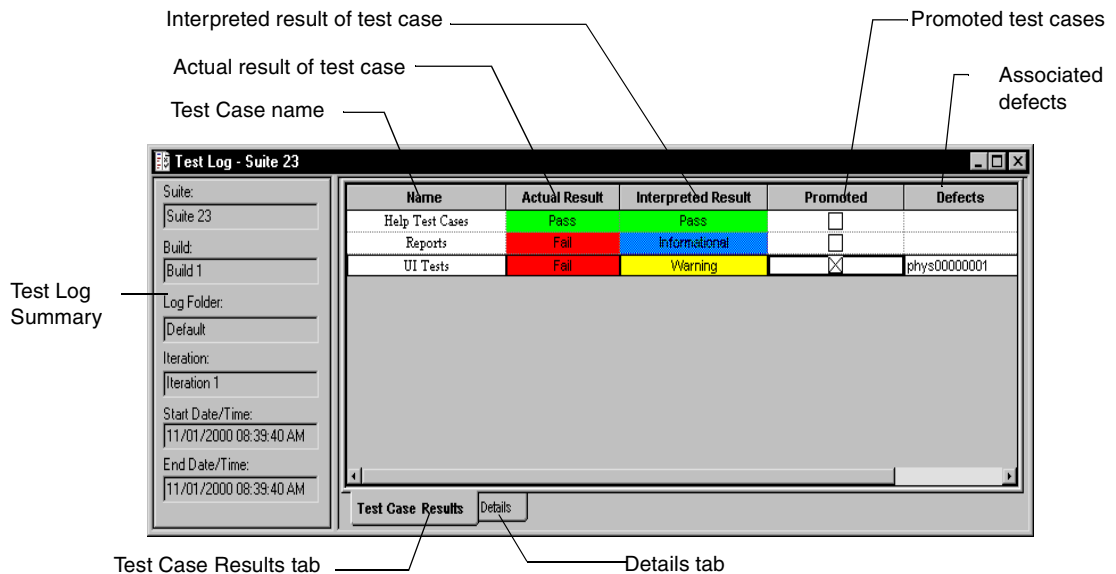 Interpreted result of test case
Promoted test cases
Actual result of test case
Associated
defects
Test Case name
Test Log - Suite 23
Suite:
Suite 23
Build:
Build 1
Log Folder:
Default
Iteration:
Iteration 1
Start Date/Time:
11/01/2000 08:39:40 AM
End Date/Time:
11/01/2000 08:39:40 AM
Test Log
Summary
Name Actual Result Interpreted Result Promoted Defects
Help Test Cases Pass Pass
Reports Fail Informational
UI Tests Fail Warning phys00000001
Test Case Results Details
Test Case Results tab
Details tab